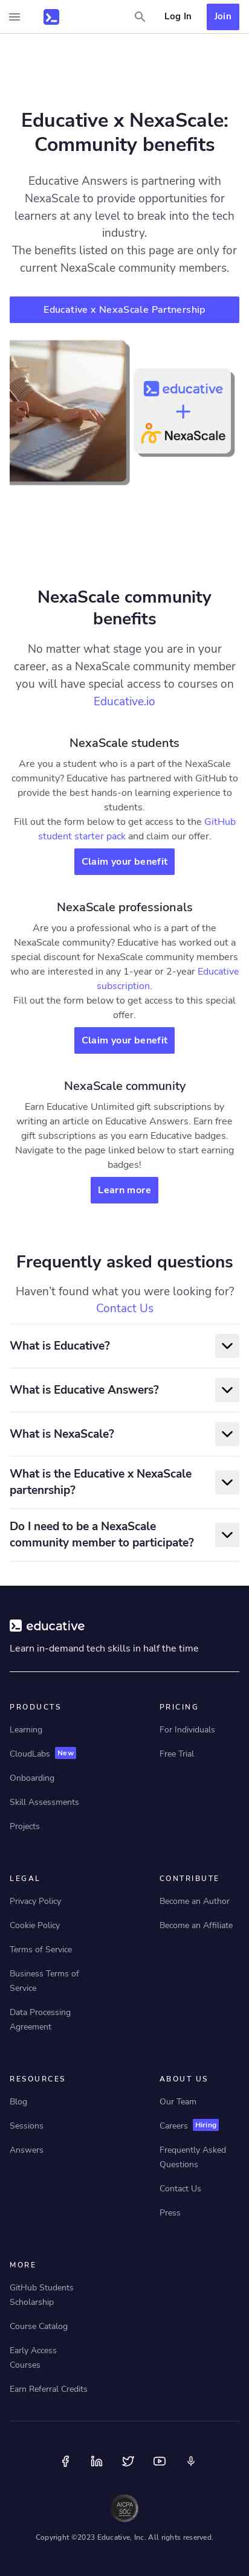 Log In
Join
Educative x NexaScale:
Community benefits
Educative Answers is partnering with
NexaScale to provide opportunities for
learners at any level to break into the tech
industry.
The benefits listed on this page are only for
current NexaScale community members.
Educative x NexaScale Partnership
educative
+
NexaScale
NexaScale community
benefits
No matter what stage you are in your
career, as a NexaScale community member
you will have special access to courses on
Educative.io
NexaScale students
Are you a student who is a part of the NexaScale
community? Educative has partnered with GitHub to
provide the best hands-on learning experience to
students.
Fill out the form below to get access to the GitHub
student starter pack and claim our offer.
Claim your benefit
NexaScale professionals
Are you a professional who is a part of the
NexaScale community? Educative has worked out a
special discount for NexaScale community members
who are interested in any 1-year or 2-year Educative
subscription.
Fill out the form below to get access to this special
offer.
Claim your benefit
NexaScale community
Earn Educative Unlimited gift subscriptions by
writing an article on Educative Answers. Earn free
gift subscriptions as you earn Educative badges.
Navigate to the page linked below to start earning
badges!
Learn more
Frequently asked questions
Haven’t found what you were looking for?
Contact Us
What is Educative?
What is Educative Answers?
What is NexaScale?
What is the Educative x NexaScale
partenrship?
Do I need to be a NexaScale
community member to participate?
educative
Learn in-demand tech skills in half the time
PRODUCTS
Learning
CloudLabs New
Onboarding
Skill Assessments
Projects
PRICING
For Individuals
Free Trial
LEGAL
Privacy Policy
Cookie Policy
Terms of Service
Business Terms of
Service
Data Processing
Agreement
CONTRIBUTE
Become an Author
Become an Affiliate
RESOURCES
Blog
Sessions
Answers
ABOUT US
Our Team
Careers Hiring
Frequently Asked
Questions
Contact Us
Press
MORE
GitHub Students
Scholarship
Course Catalog
Early Access
Courses
Earn Referral Credits
AICPA
SOC
Copyright ©2023 Educative, Inc. All rights reserved.